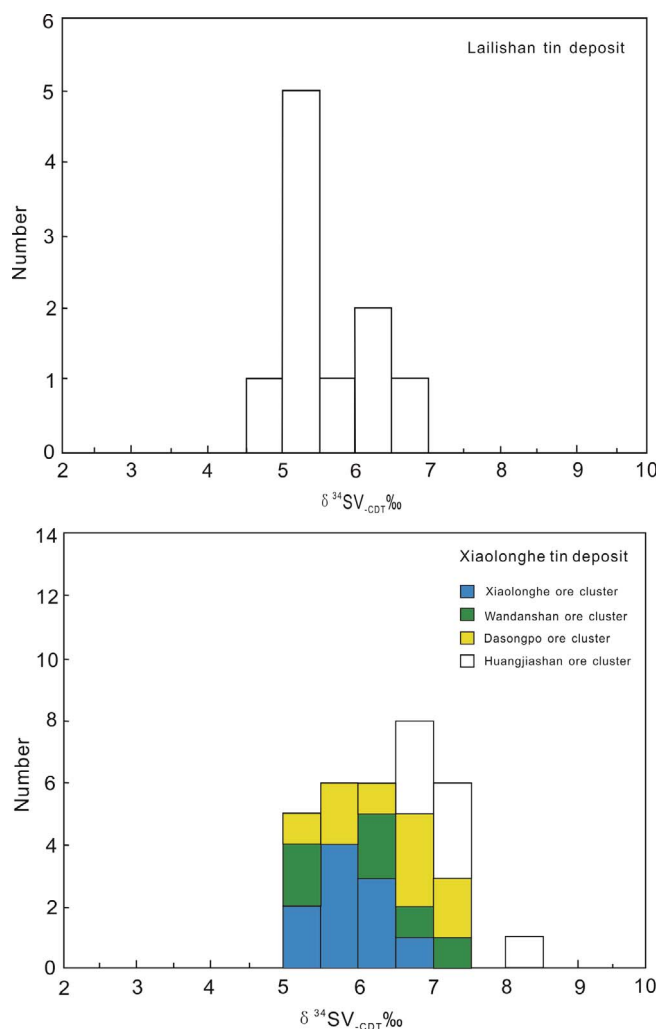 Lailishan tin deposit
6
5
4
3
2
1
0
Number
2 3 4 5 6 7 8 9 10
δ ³⁴SV-CDT‰
Xiaolonghe tin deposit
Xiaolonghe ore cluster
Wandanshan ore cluster
Dasongpo ore cluster
Huangjiashan ore cluster
14
12
10
8
6
4
2
0
Number
2 3 4 5 6 7 8 9 10
δ ³⁴SV-CDT‰